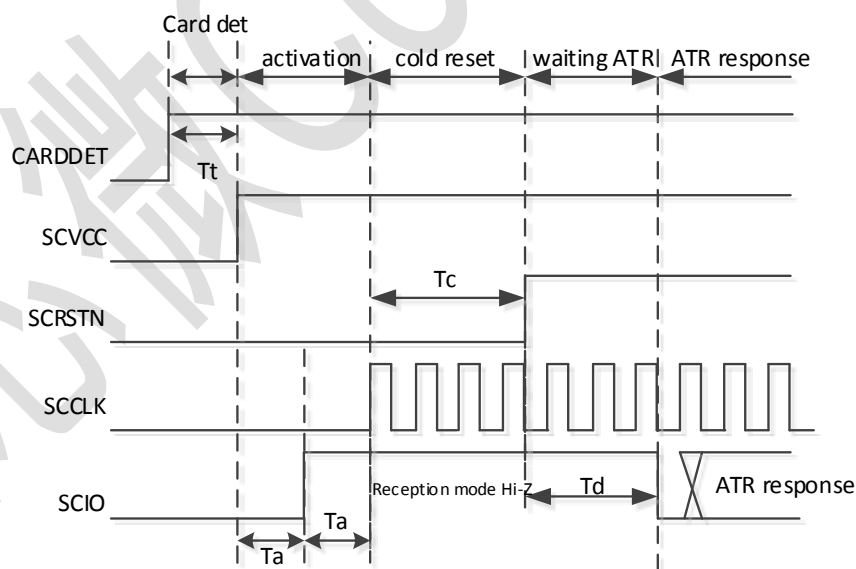 Card det
activation
cold reset
waiting ATR
ATR response
CARDDET
Tt
SCVCC
Tc
SCRSTN
SCCLK
Reception mode Hi-Z
Td
ATR response
SCIO
Ta
Ta